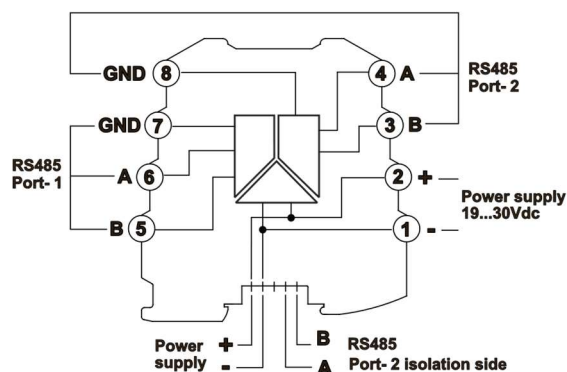 GND 8
4 A
RS485
Port- 2
GND 7
3 B
RS485
Port- 1
A 6
2 +
Power supply
19...30Vdc
B 5
1 -
Power
supply
+
-
B
A
RS485
Port- 2 isolation side